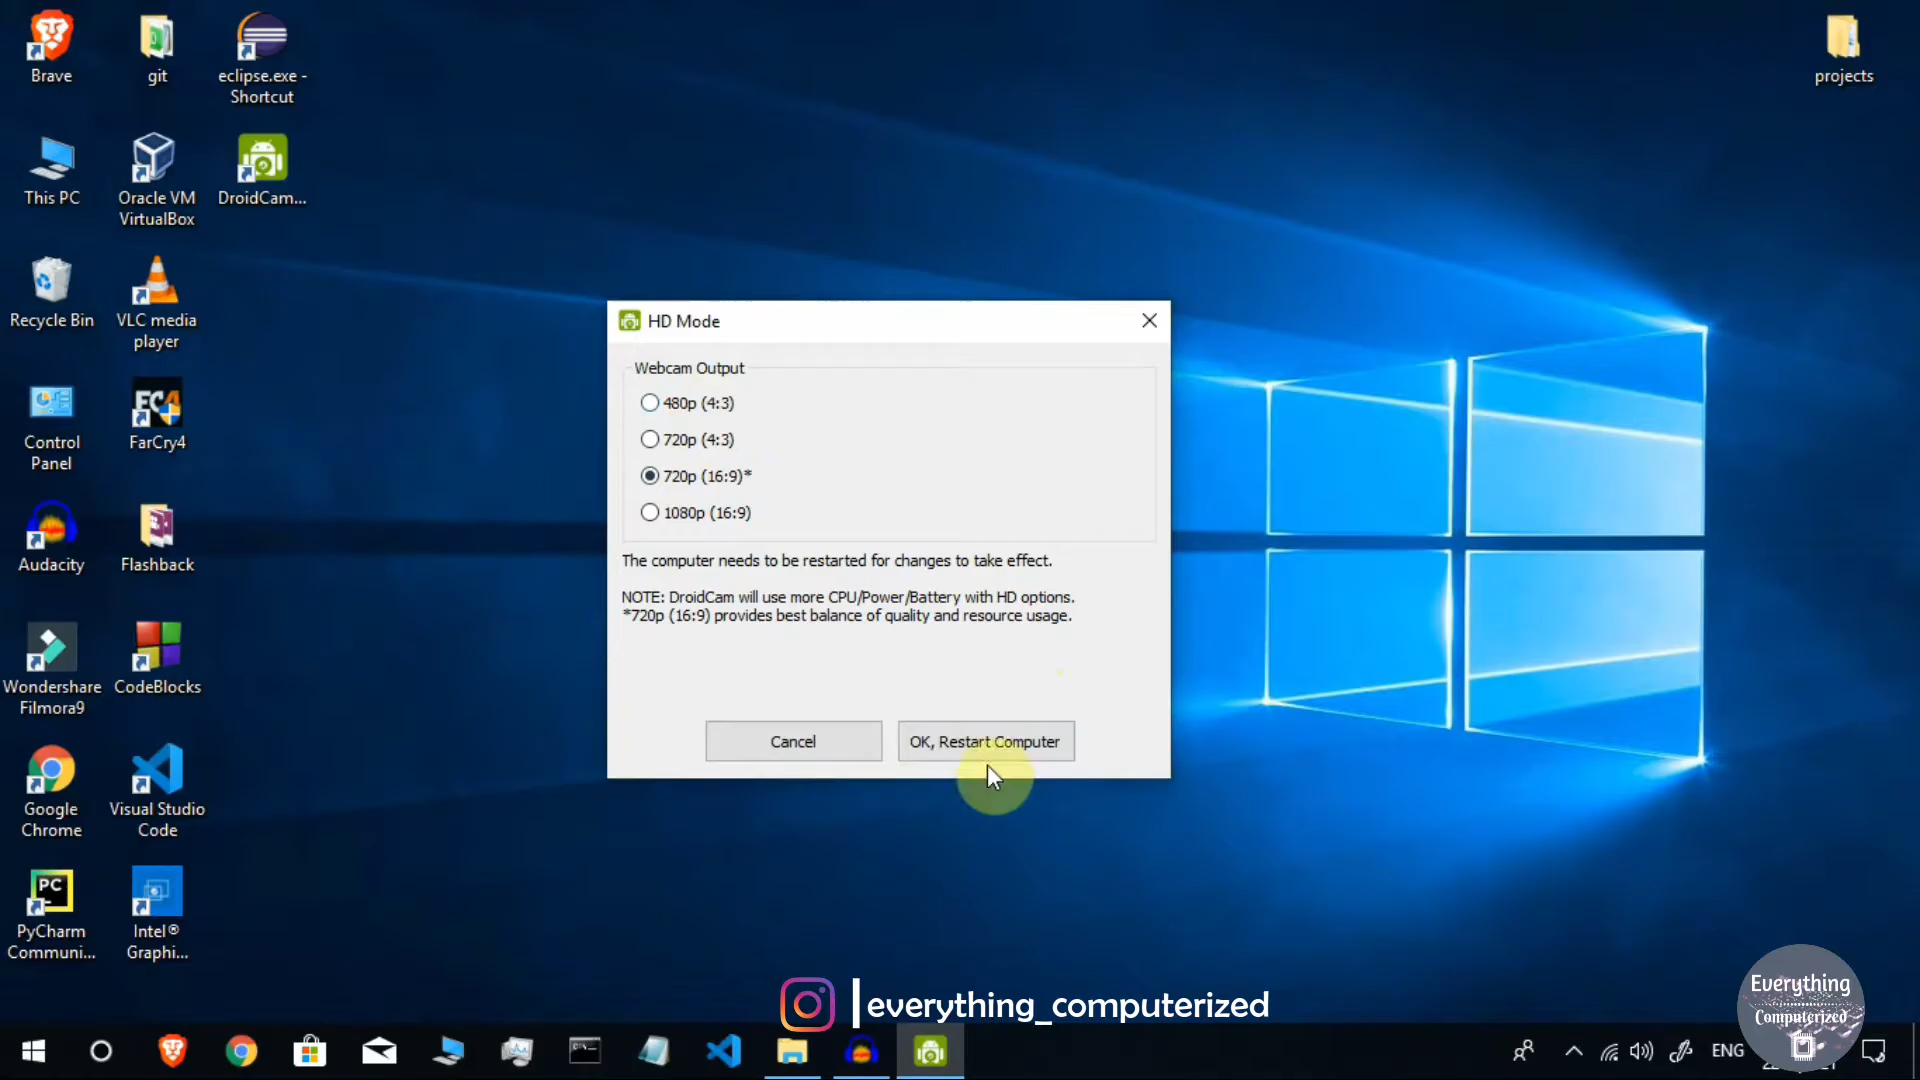 Brave
git
eclipse.exe -
Shortcut
projects
This PC
Oracle VM
VirtualBox
DroidCam...
Recycle Bin
VLC media
player
Control
Panel
FarCry4
Audacity
Flashback
Wondershare
Filmora9
CodeBlocks
Google
Chrome
Visual Studio
Code
PC
PyCharm
Communi...
Intel®
Graphi...
HD Mode
Webcam Output
480p (4:3)
720p (4:3)
720p (16:9)*
1080p (16:9)
The computer needs to be restarted for changes to take effect.
NOTE: DroidCam will use more CPU/Power/Battery with HD options.
*720p (16:9) provides best balance of quality and resource usage.
Cancel
OK, Restart Computer
everything_computerized
Everything
Computerized
ENG